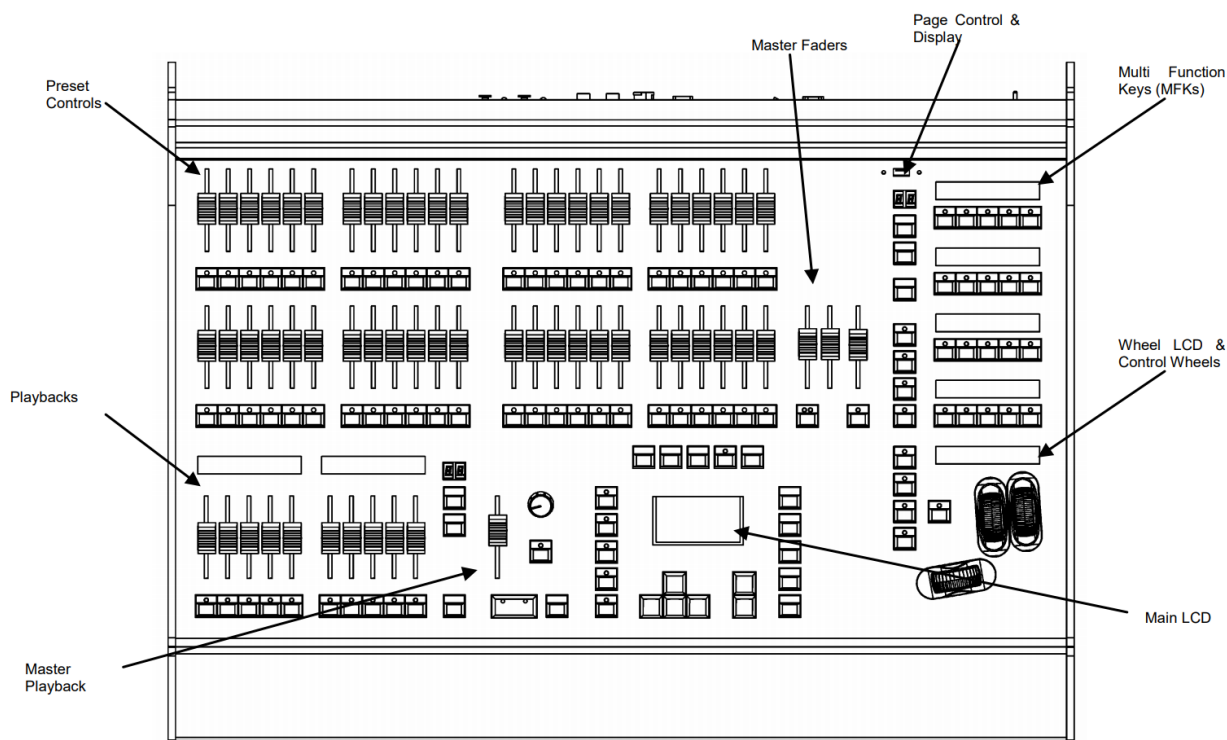 Page Control &
Display
Master Faders
Preset
Controls
Multi Function
Keys (MFKs)
Wheel LCD &
Control Wheels
Playbacks
Main LCD
Master
Playback